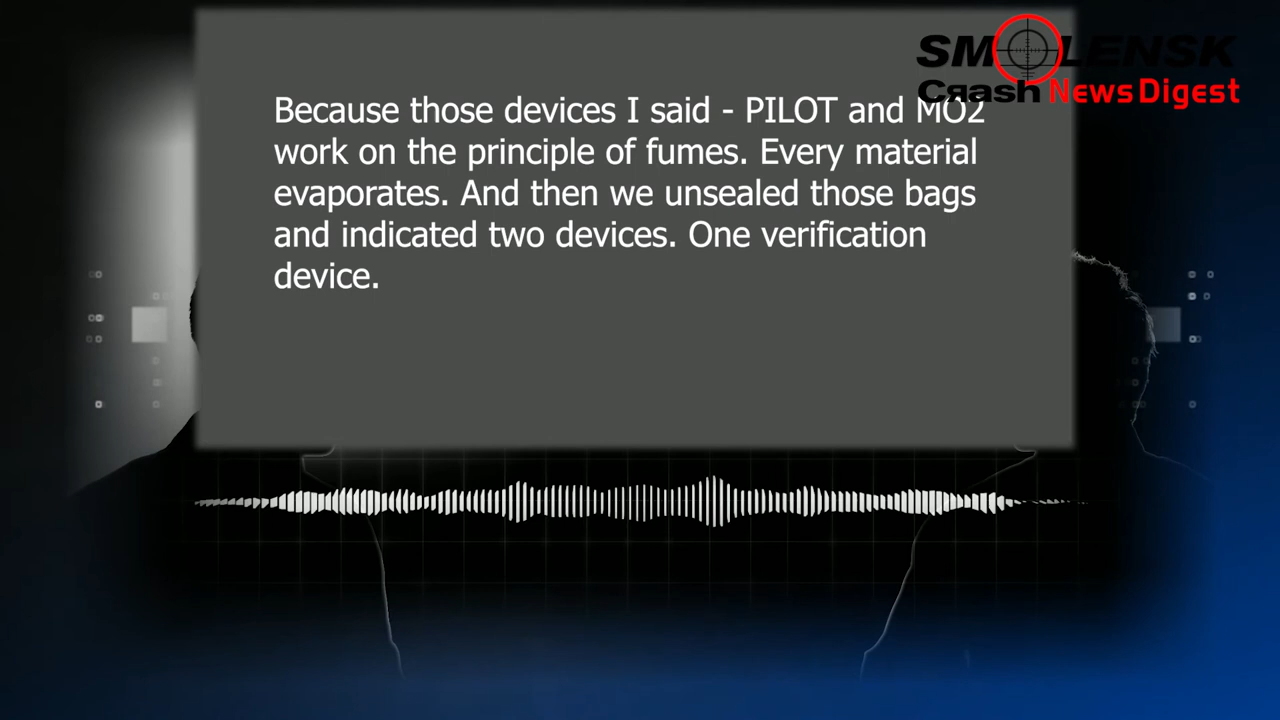 SMOLENSK
Crash News Digest
Because those devices I said - PILOT and MO2
work on the principle of fumes. Every material
evaporates. And then we unsealed those bags
and indicated two devices. One verification
device.